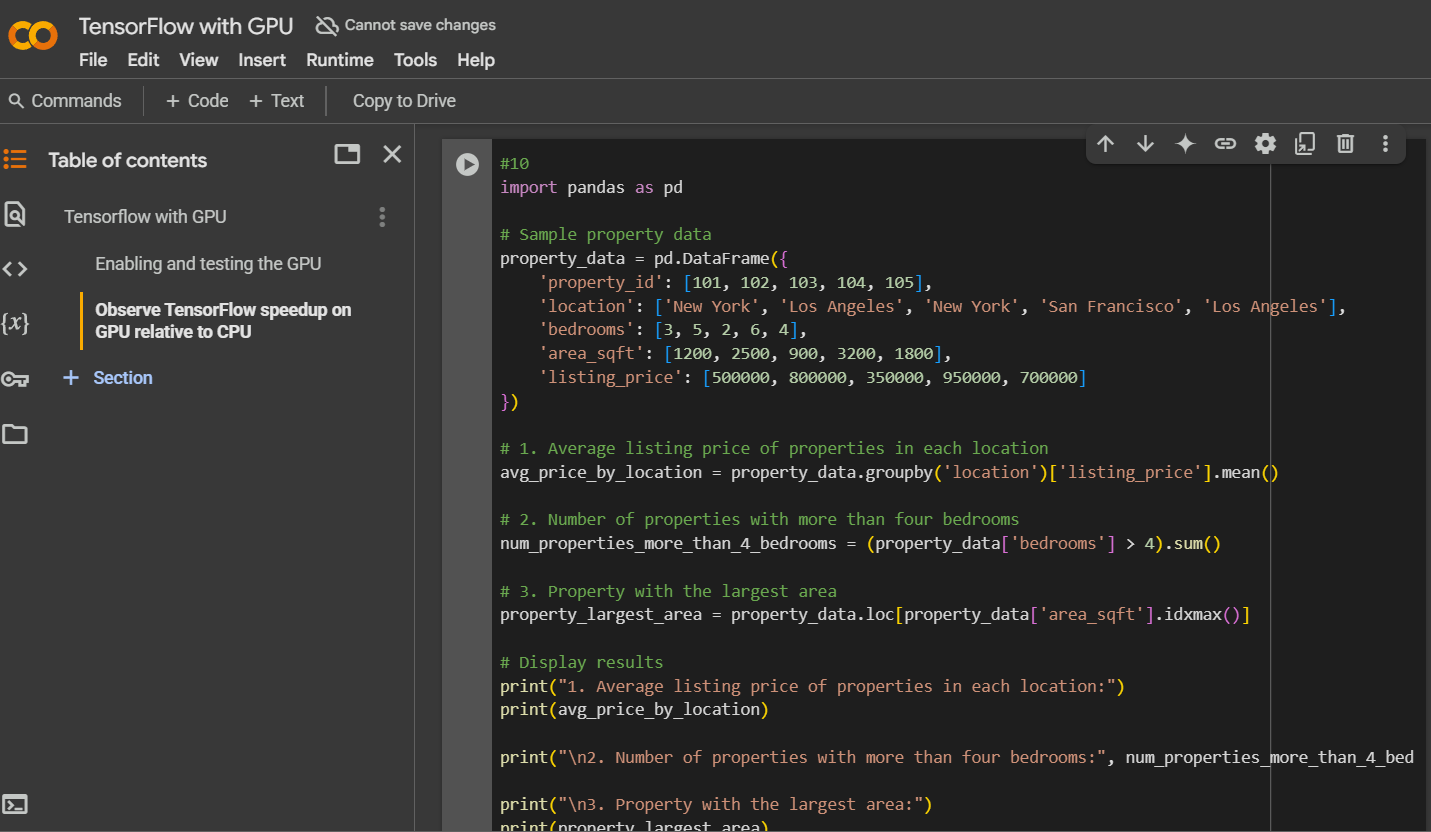 TensorFlow with GPU Cannot save changes
File Edit View Insert Runtime Tools Help
Commands + Code + Text Copy to Drive
Table of contents
Tensorflow with GPU
Enabling and testing the GPU
Observe TensorFlow speedup on
GPU relative to CPU
+ Section
#10
import pandas as pd
# Sample property data
property_data = pd.DataFrame({
    'property_id': [101, 102, 103, 104, 105],
    'location': ['New York', 'Los Angeles', 'New York', 'San Francisco', 'Los Angeles'],
    'bedrooms': [3, 5, 2, 6, 4],
    'area_sqft': [1200, 2500, 900, 3200, 1800],
    'listing_price': [500000, 800000, 350000, 950000, 700000]
})
# 1. Average listing price of properties in each location
avg_price_by_location = property_data.groupby('location')['listing_price'].mean()
# 2. Number of properties with more than four bedrooms
num_properties_more_than_4_bedrooms = (property_data['bedrooms'] > 4).sum()
# 3. Property with the largest area
property_largest_area = property_data.loc[property_data['area_sqft'].idxmax()]
# Display results
print("1. Average listing price of properties in each location:")
print(avg_price_by_location)
print("\n2. Number of properties with more than four bedrooms:", num_properties_more_than_4_bed
print("\n3. Property with the largest area:")
print(property_largest_area)